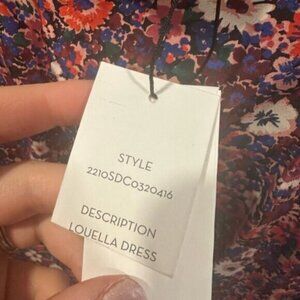 STYLE
2210SDC0320416
DESCRIPTION
LOUELLA DRESS